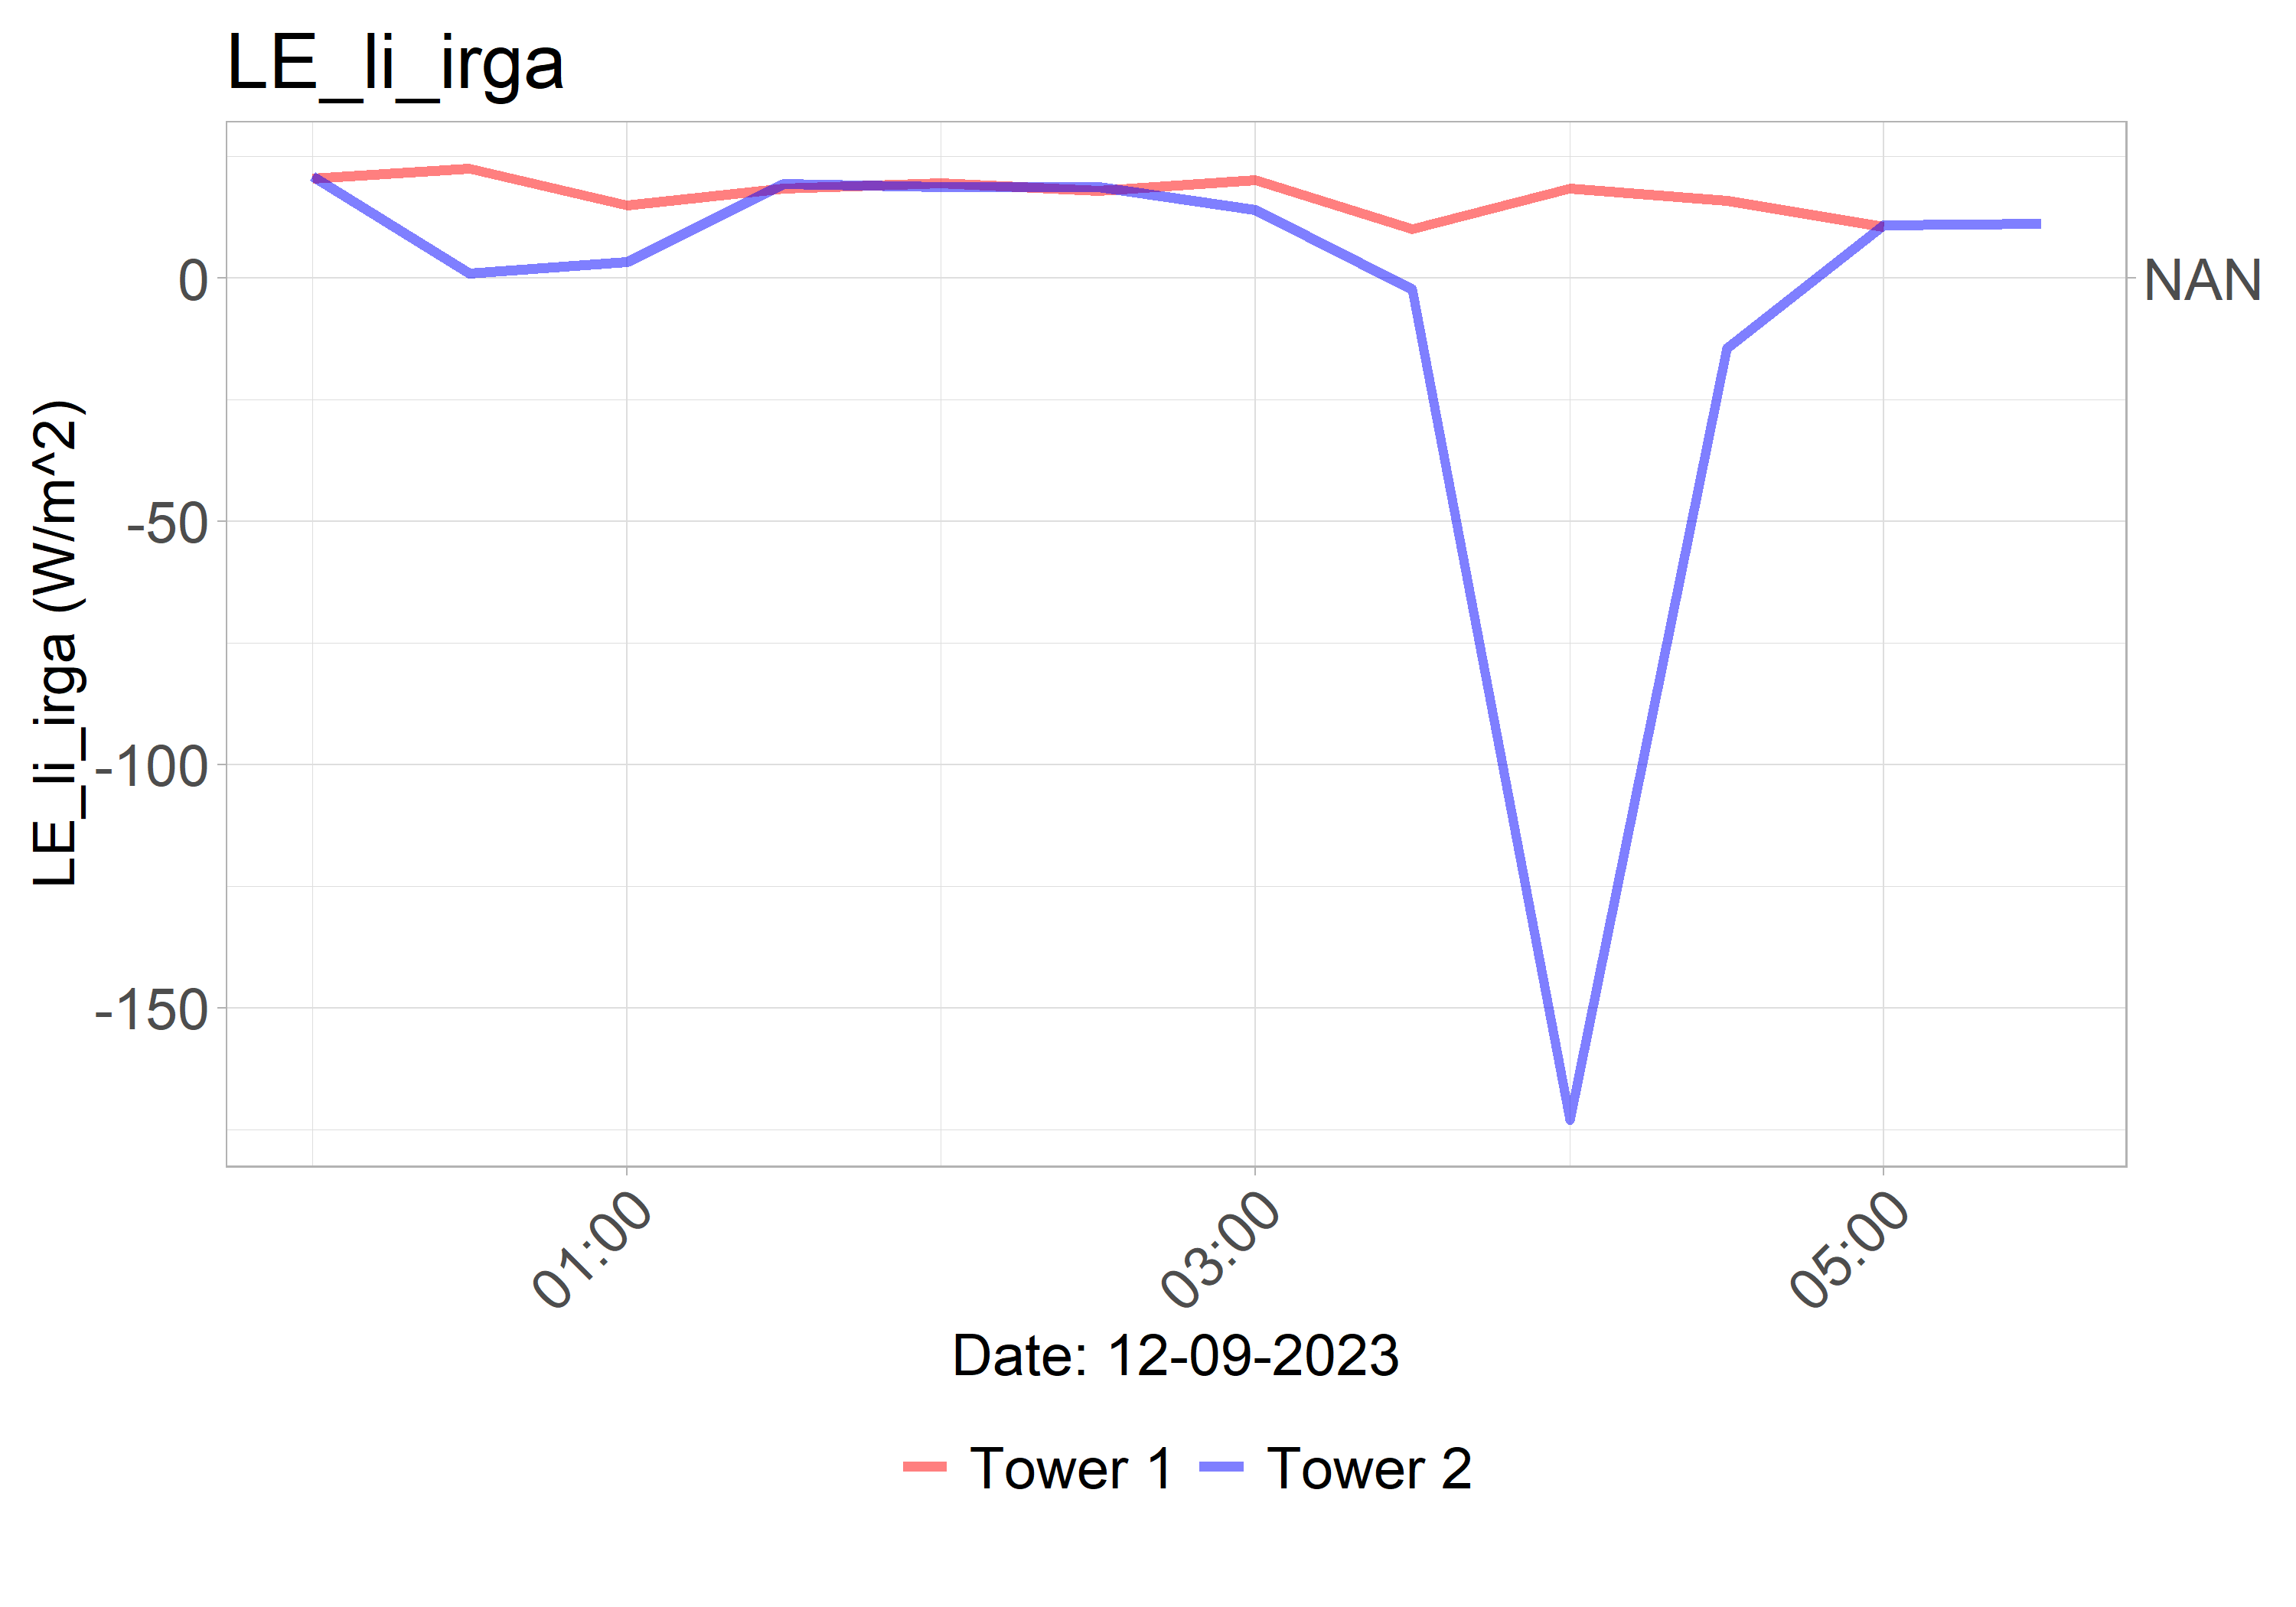 LE_li_irga
LE_li_irga (W/m^2)
0
-50
-100
-150
NAN
01:00
03:00
05:00
Date: 12-09-2023
Tower 1
Tower 2